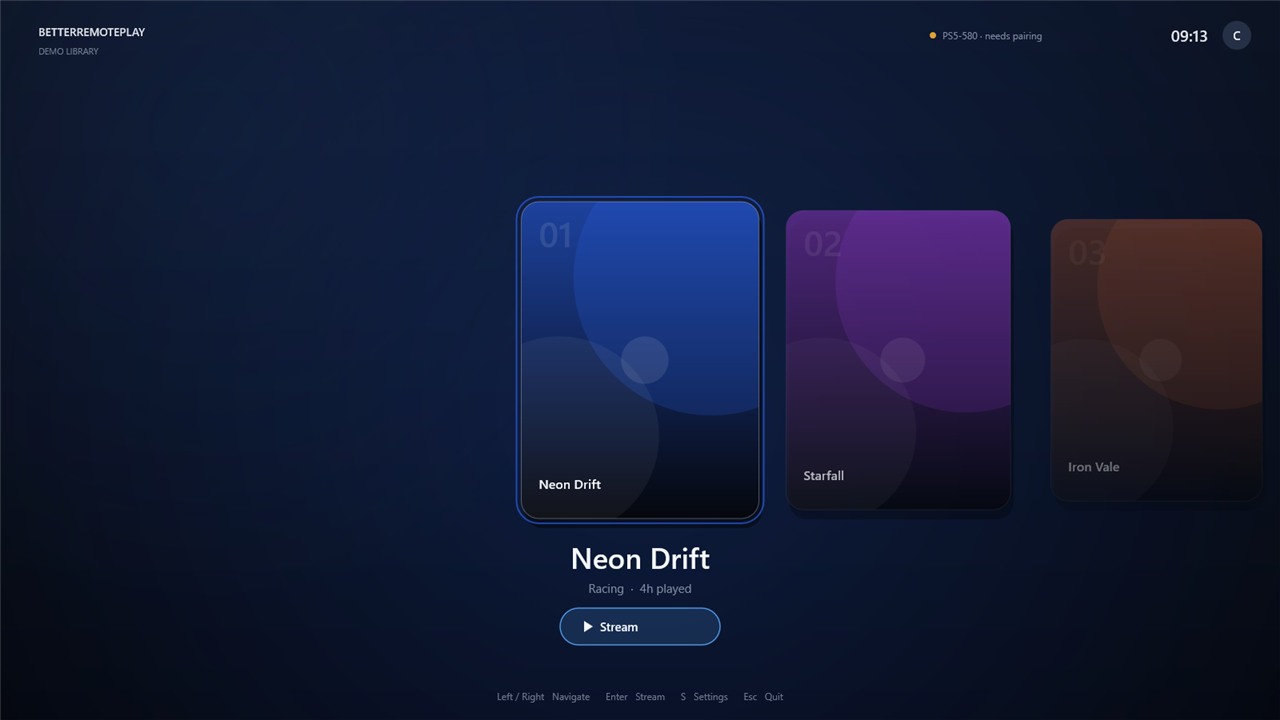 BETTERREMOTEPLAY
DEMO LIBRARY
PS5-580 · needs pairing
09:13
C
01
02
03
Neon Drift
Starfall
Iron Vale
Neon Drift
Racing · 4h played
Stream
Left / Right Navigate Enter Stream S Settings Esc Quit